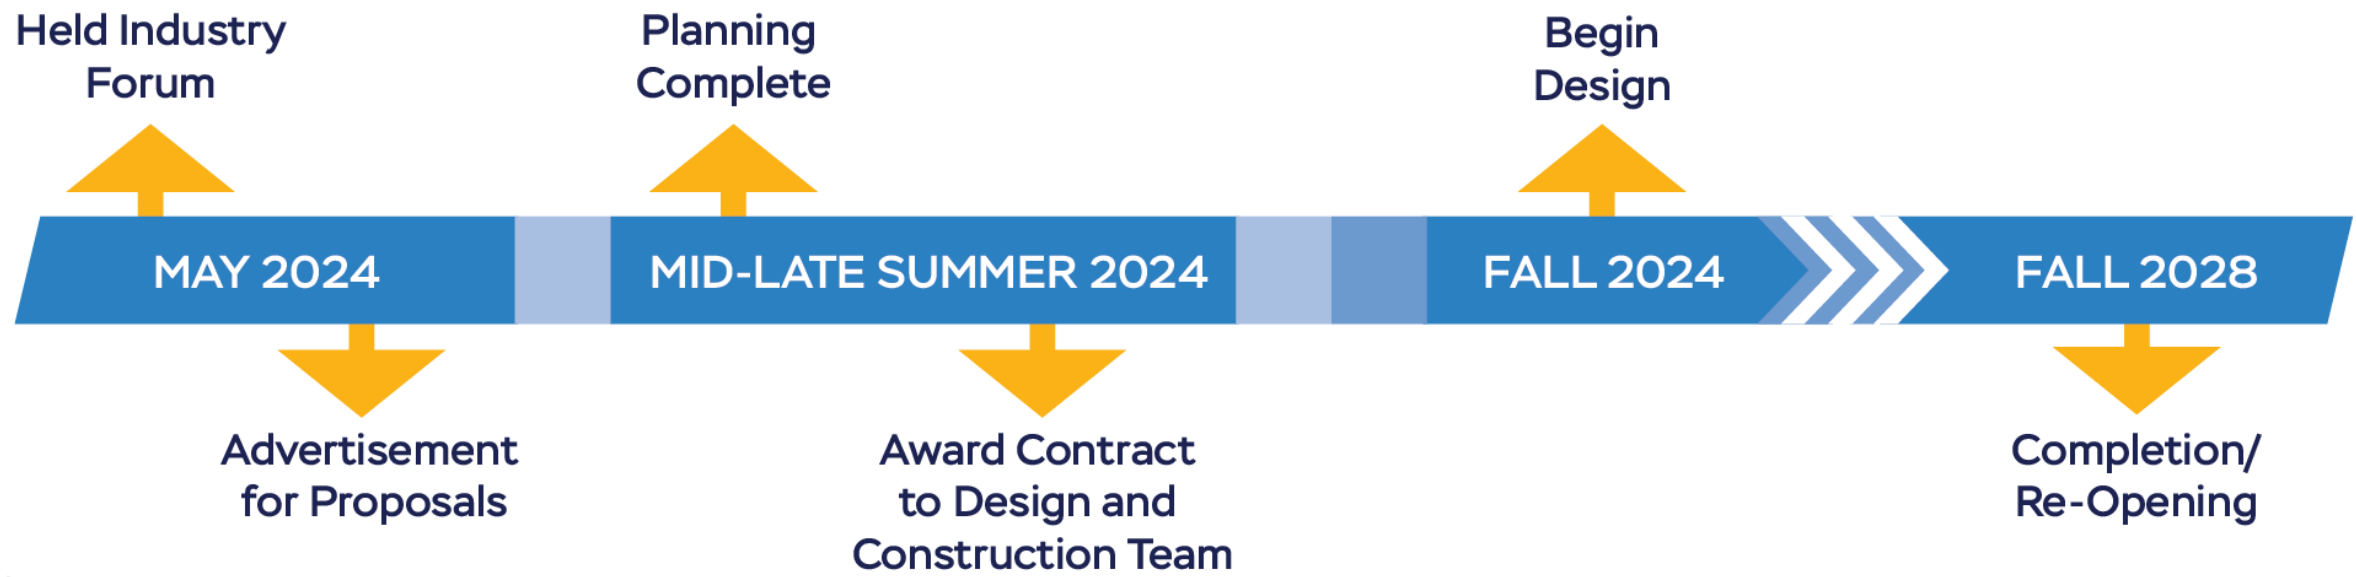 Held Industry
Forum
Planning
Complete
Begin
Design
MAY 2024
MID-LATE SUMMER 2024
FALL 2024
FALL 2028
Advertisement
for Proposals
Award Contract
to Design and
Construction Team
Completion/
Re-Opening